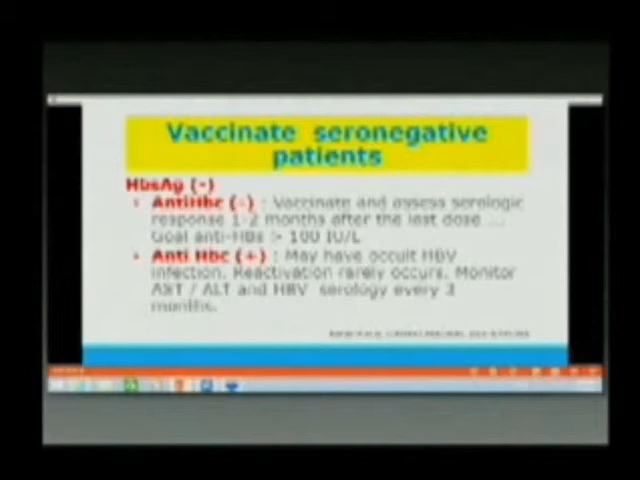 Vaccinate seronegative
patients
HbsAg (-)
AntiHbc (-) : Vaccinate and assess serologic
response 1-2 months after the last dose ...
Goal anti-HBs > 100 IU/L
Anti Hbc (+) : May have occult HBV
infection. Reactivation rarely occurs. Monitor
AST / ALT and HBV serology every 3
months.